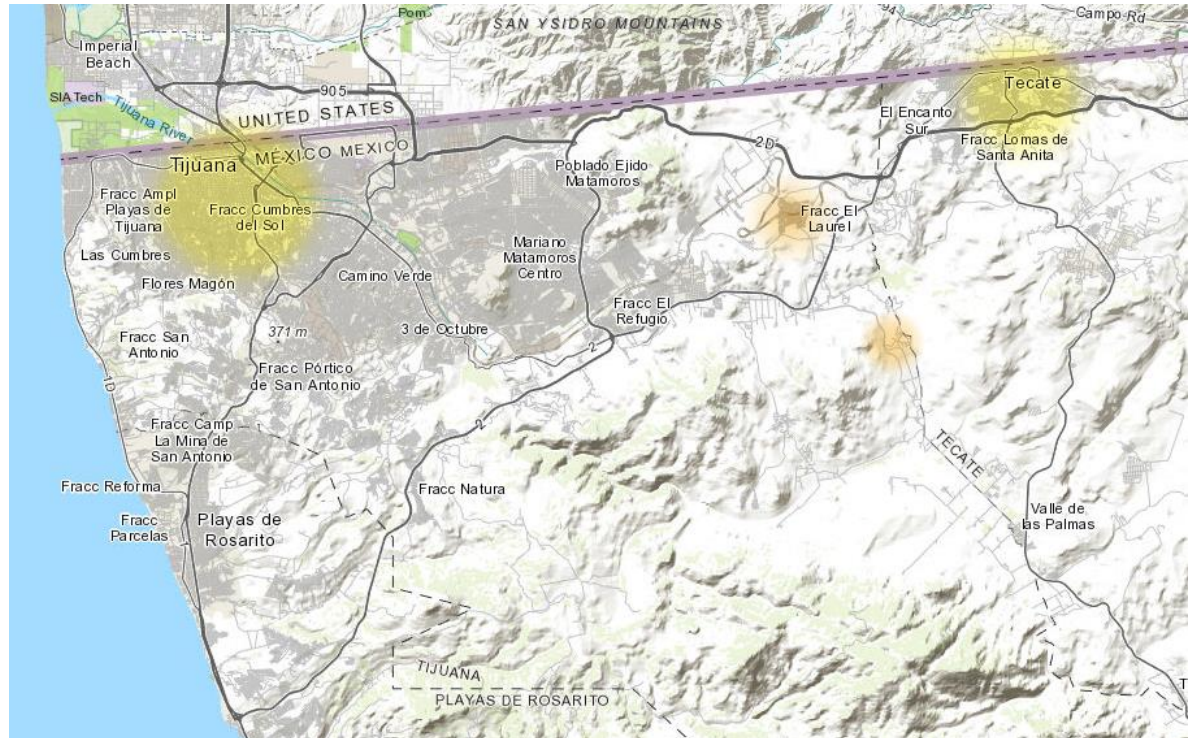 Pom
SAN YSIDRO MOUNTAINS
94
Campo Rd
Imperial
Beach
905
SIA Tech
Tijuana River
UNITED STATES
MÉXICO MEXICO
Tijuana
2D
Tecate
El Encanto
Sur
Fracc Lomas de
Santa Anita
Poblado Ejido
Matamoros
Fracc Ampl
Playas de
Tijuana
Fracc Cumbres
del Sol
Fracc El
Laurel
Las Cumbres
Mariano
Matamoros
Centro
Camino Verde
Flores Magón
Fracc El
Refugio
371 m
3 de Octubre
2
Fracc San
Antonio
Fracc Pórtico
de San Antonio
1D
2
Fracc Camp
La Mina de
San Antonio
TECATE
Fracc Reforma
Fracc Natura
Fracc
Parcelas
Playas de
Rosarito
Valle de
las Palmas
TIJUANA
PLAYAS DE ROSARITO
T